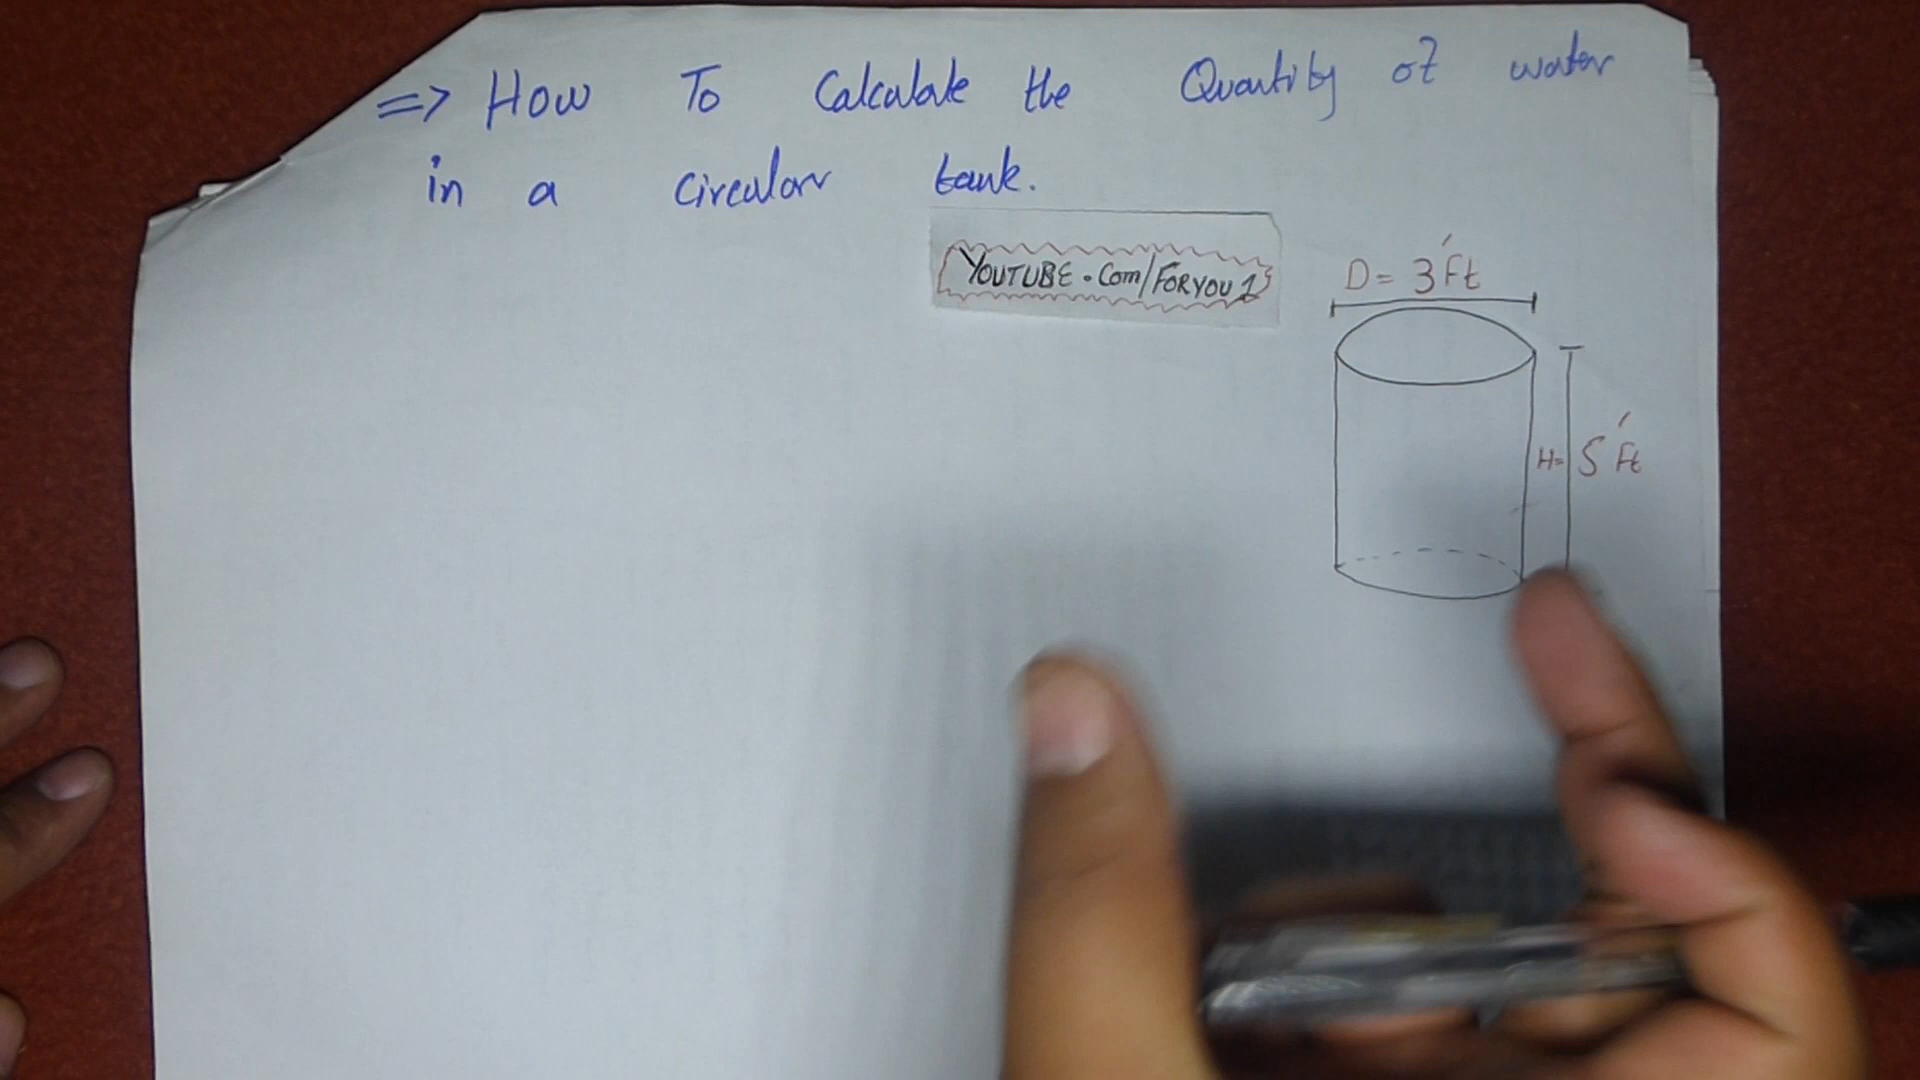 => How To Calculate the Quantity of water
in a circular tank.
YOUTUBE.Com/FORYOU1
D= 3'Ft
H= 5'Ft